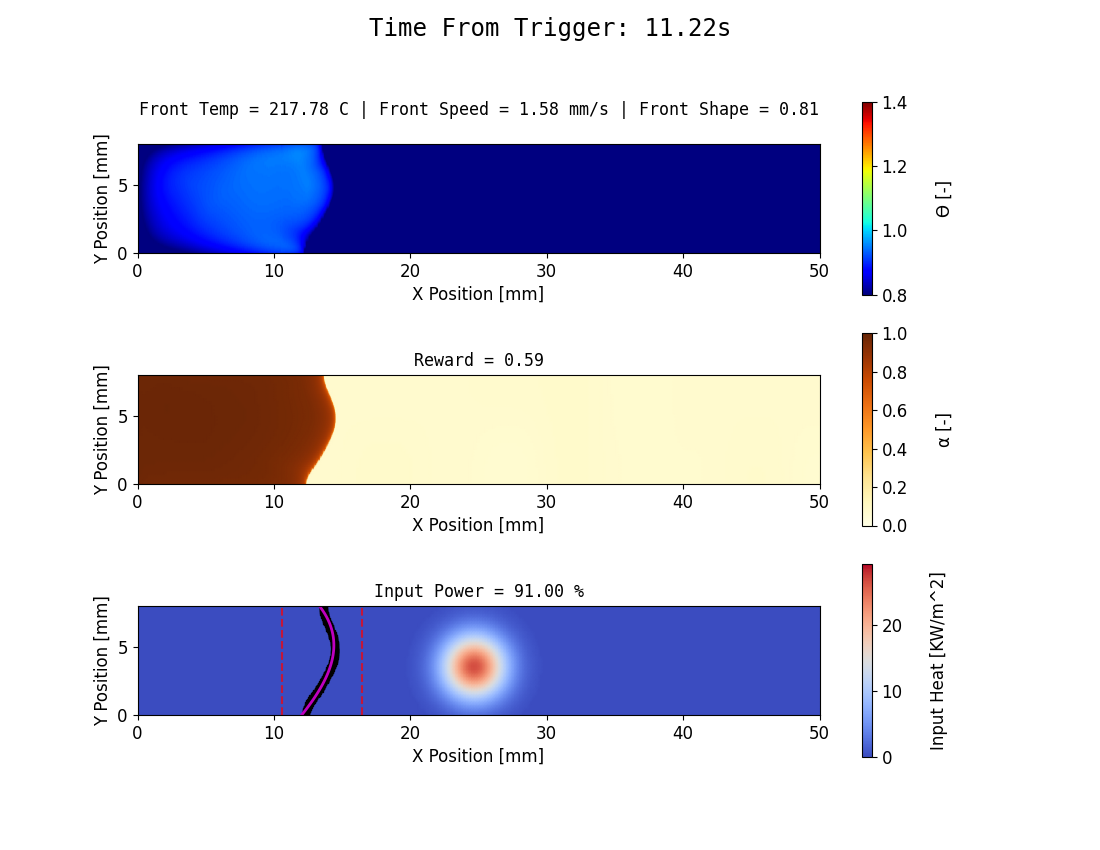 Time From Trigger: 11.22s
Front Temp = 217.78 C | Front Speed = 1.58 mm/s | Front Shape = 0.81
Y Position [mm]
5
0
0 10 20 30 40 50
X Position [mm]
1.4
1.2
1.0
0.8
Θ [-]
Reward = 0.59
Y Position [mm]
5
0
0 10 20 30 40 50
X Position [mm]
1.0
0.8
0.6
0.4
0.2
0.0
α [-]
Input Power = 91.00 %
Y Position [mm]
5
0
0 10 20 30 40 50
X Position [mm]
20
10
0
Input Heat [KW/m^2]